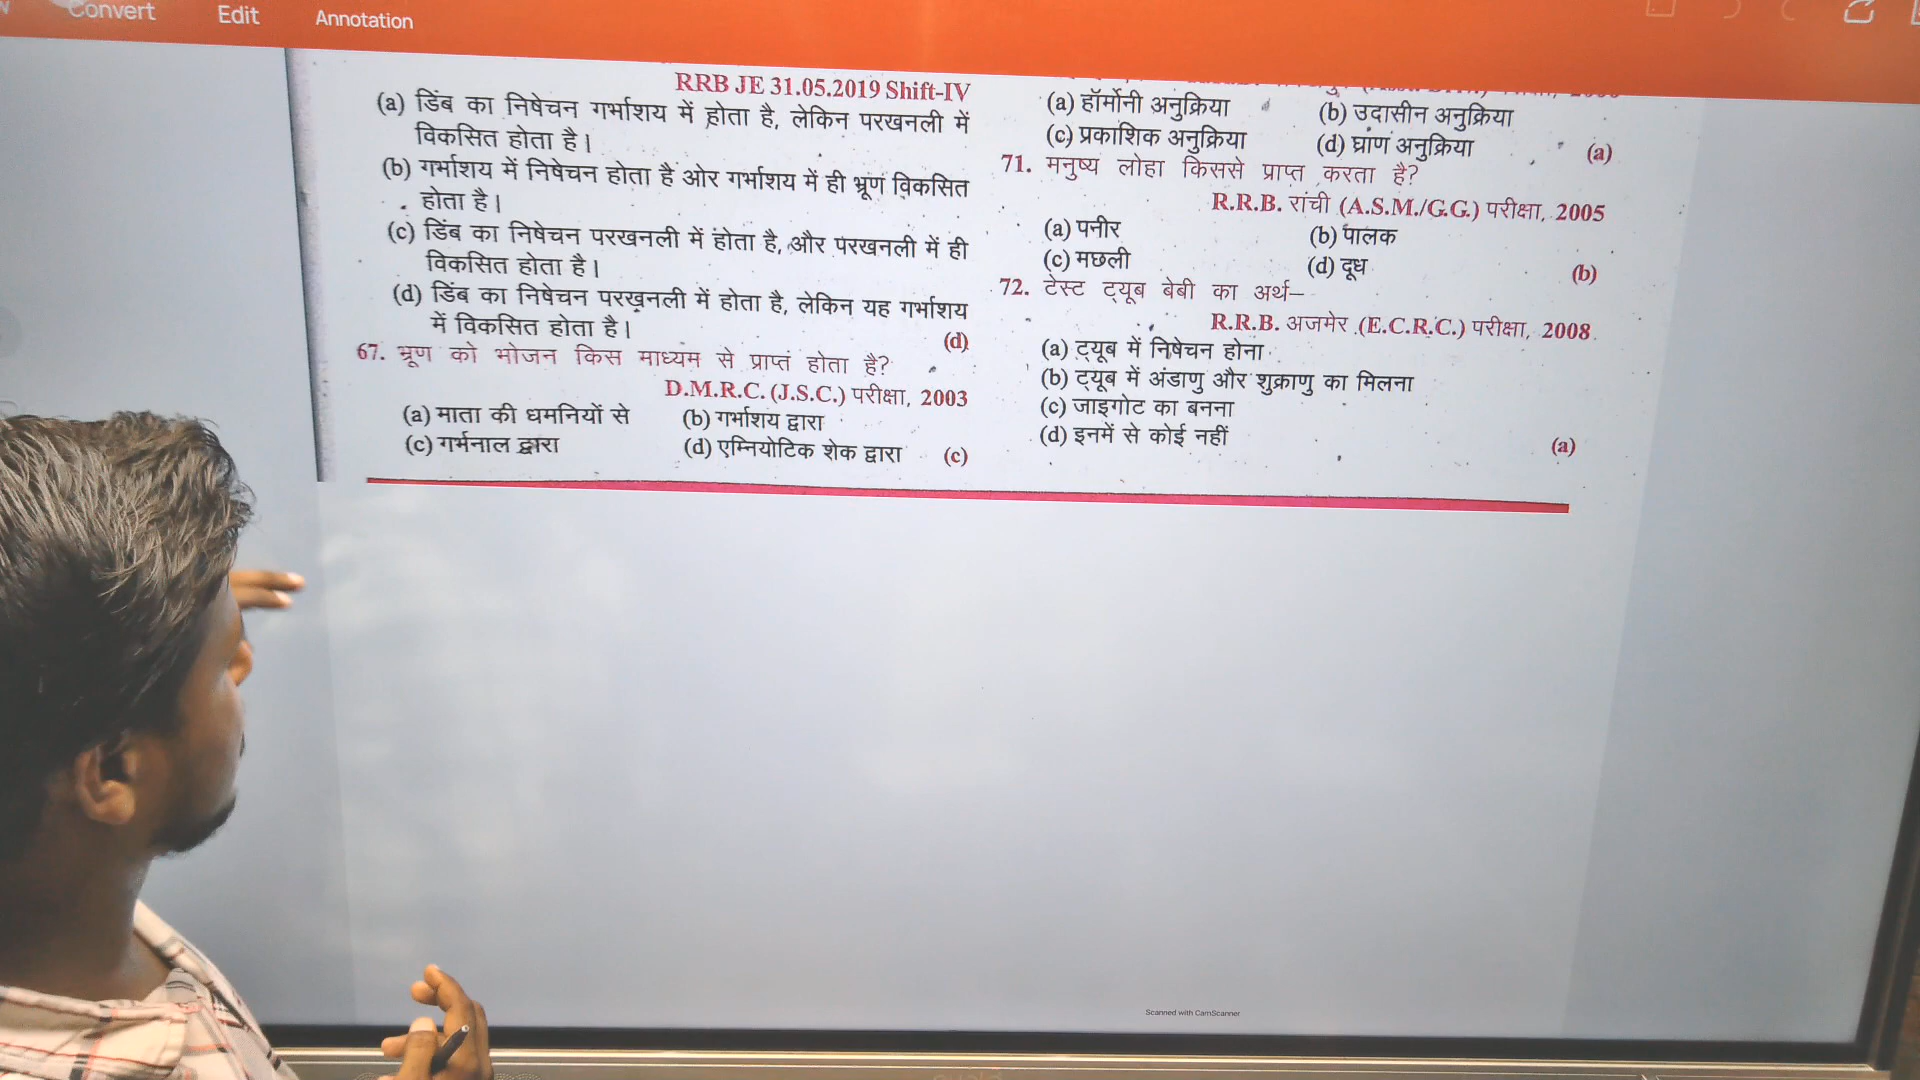 Convert Edit Annotation
RRB JE 31.05.2019 Shift-IV
(a) डिंब का निषेचन गर्भाशय में होता है, लेकिन परखनली में
विकसित होता है।
(b) गर्भाशय में निषेचन होता है ओर गर्भाशय में ही भ्रूण विकसित
होता है।
(c) डिंब का निषेचन परखनली में होता है, और परखनली में ही
विकसित होता है।
(d) डिंब का निषेचन परखनली में होता है, लेकिन यह गर्भाशय
में विकसित होता है। (d)
67. भ्रूण को भोजन किस माध्यम से प्राप्त होता है?
D.M.R.C. (J.S.C.) परीक्षा, 2003
(a) माता की धमनियों से (b) गर्भाशय द्वारा
(c) गर्भनाल द्वारा (d) एम्नियोटिक शेक द्वारा (c)
(a) हॉर्मोनी अनुक्रिया (b) उदासीन अनुक्रिया
(c) प्रकाशिक अनुक्रिया (d) घ्राण अनुक्रिया (a)
71. मनुष्य लोहा किससे प्राप्त करता है?
R.R.B. रांची (A.S.M./G.G.) परीक्षा, 2005
(a) पनीर (b) पालक
(c) मछली (d) दूध (b)
72. टेस्ट ट्यूब बेबी का अर्थ–
R.R.B. अजमेर (E.C.R.C.) परीक्षा, 2008
(a) ट्यूब में निषेचन होना
(b) ट्यूब में अंडाणु और शुक्राणु का मिलना
(c) जाइगोट का बनना
(d) इनमें से कोई नहीं (a)
Scanned with CamScanner